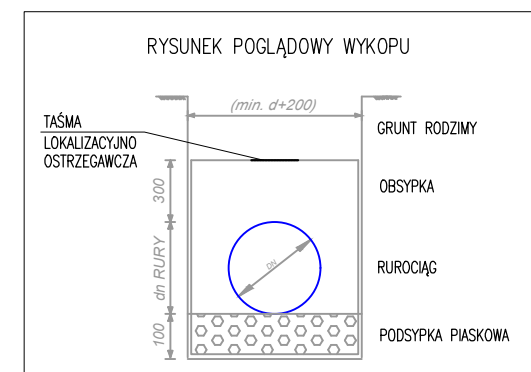 RYSUNEK POGLĄDOWY WYKOPU
(min. d+200)
TAŚMA
LOKALIZACYJNO
OSTRZEGAWCZA
GRUNT RODZIMY
300
OBSYPKA
dn RURY
DN
RUROCIĄG
100
PODSYPKA PIASKOWA